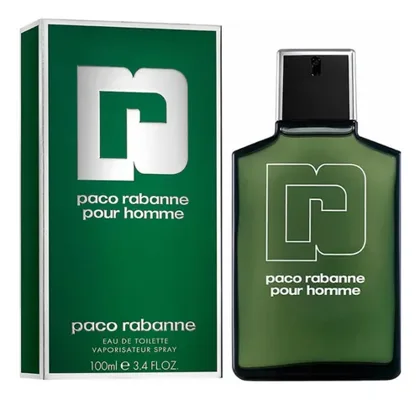 paco rabanne
pour homme
paco rabanne
EAU DE TOILETTE
VAPORISATEUR SPRAY
100ml e 3.4 FL.OZ.
paco rabanne
pour homme